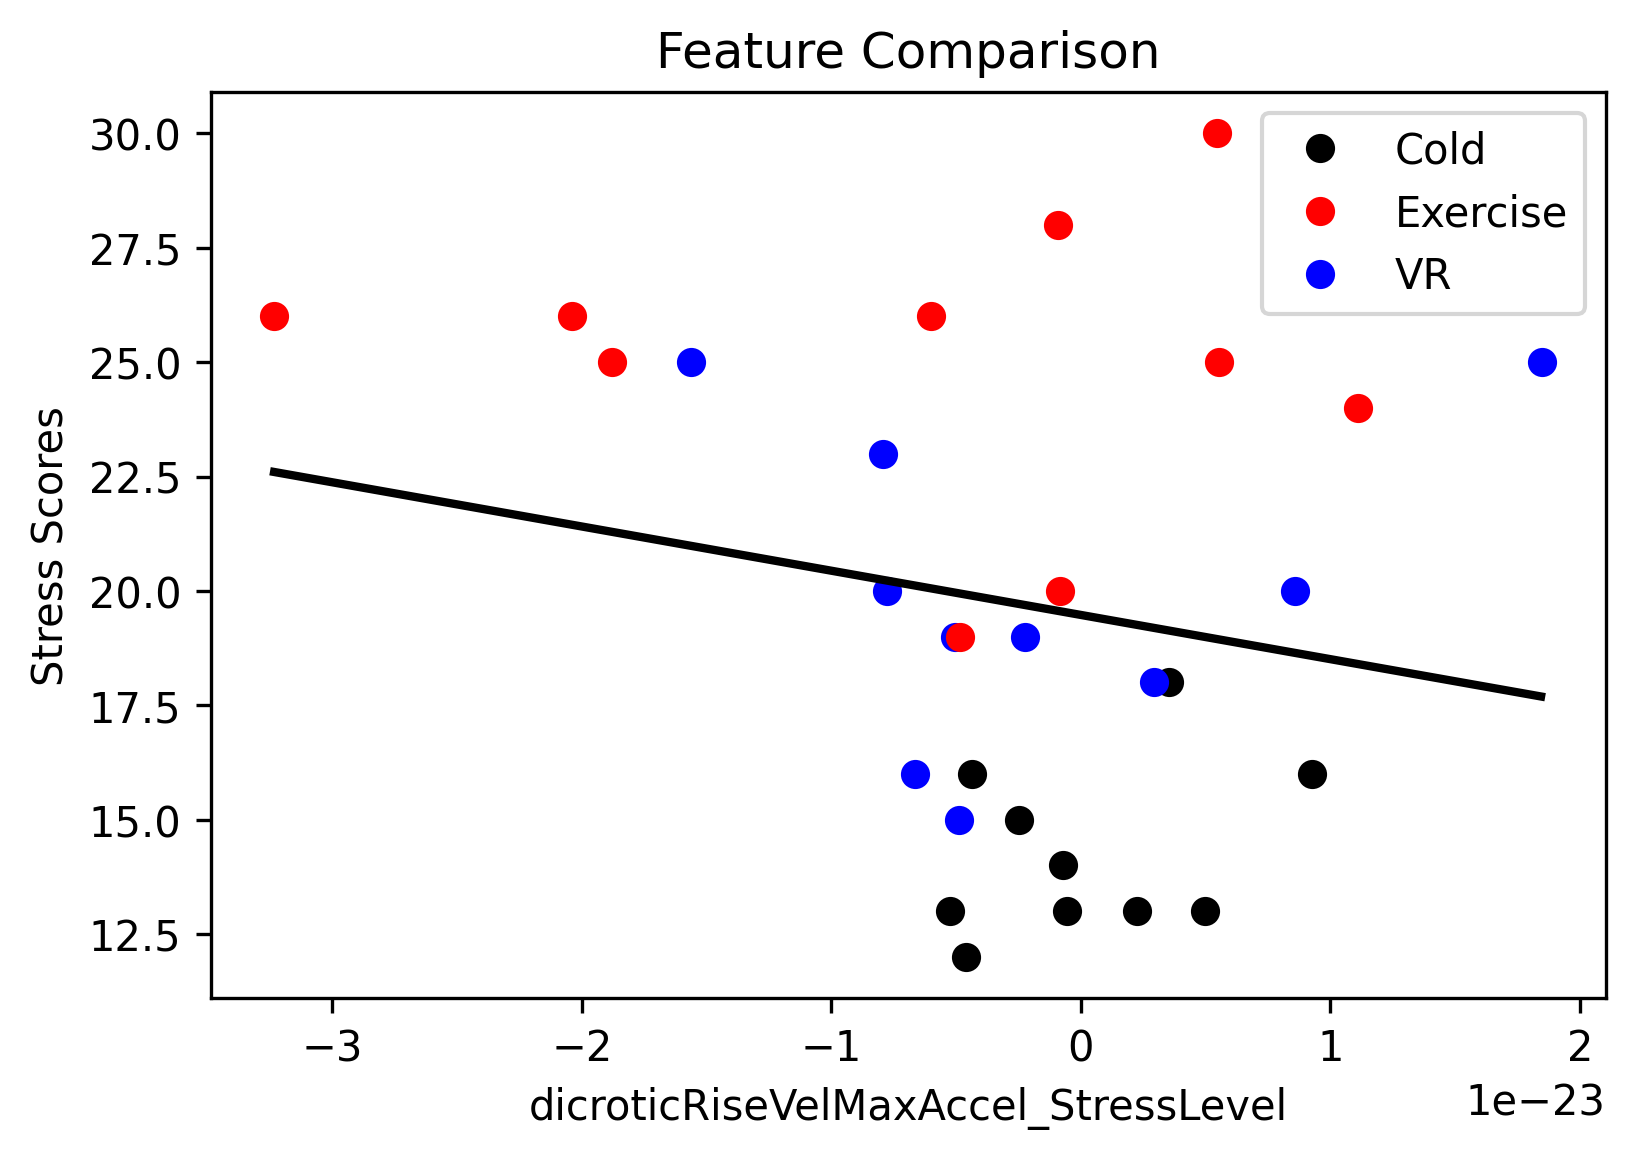 Feature Comparison
30.0
27.5
25.0
22.5
20.0
17.5
15.0
12.5
Stress Scores
Cold
Exercise
VR
−3
−2
−1
0
1
2
1e−23
dicroticRiseVelMaxAccel_StressLevel